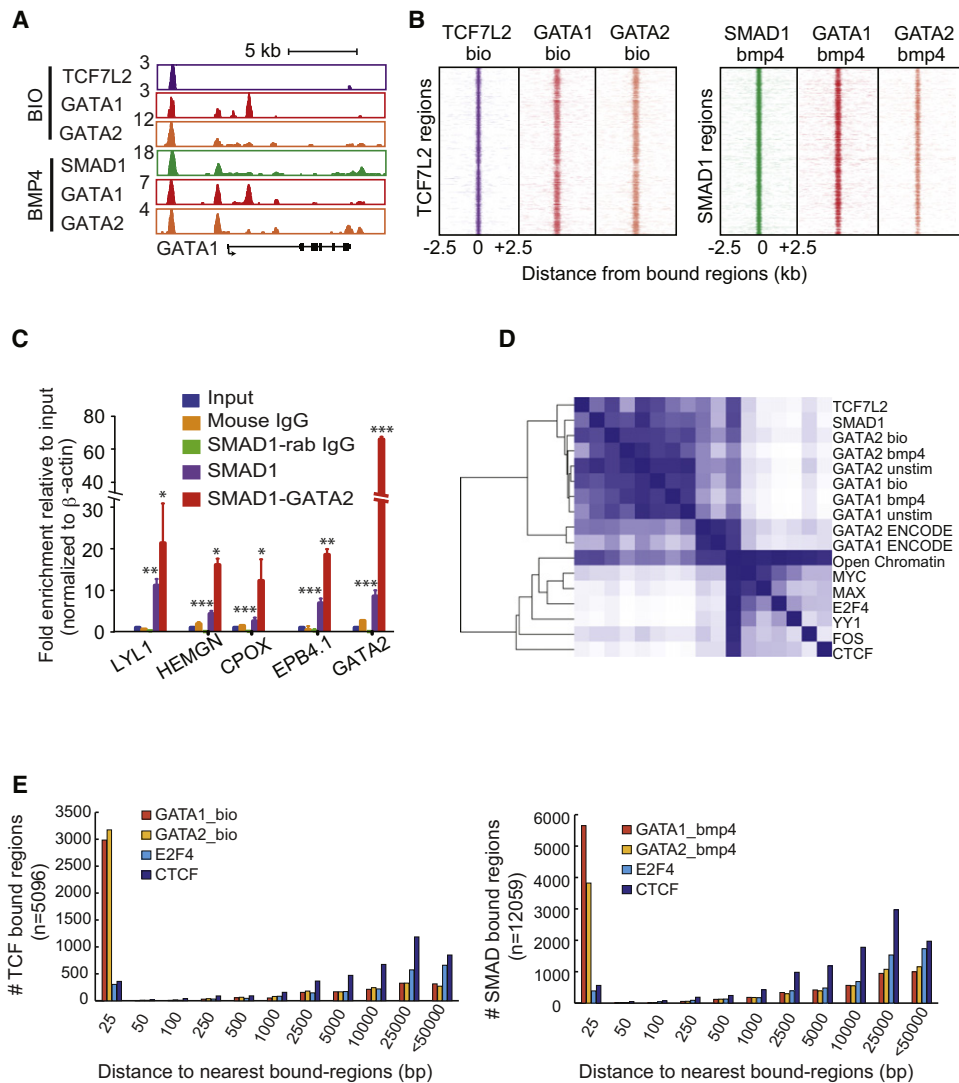 A
5 kb
BIO
TCF7L2
3
GATA1
3
GATA2
12
BMP4
SMAD1
18
GATA1
7
GATA2
4
GATA1
B
TCF7L2 bio
GATA1 bio
GATA2 bio
TCF7L2 regions
-2.5 0 +2.5
SMAD1 bmp4
GATA1 bmp4
GATA2 bmp4
SMAD1 regions
-2.5 0 +2.5
Distance from bound regions (kb)
C
Fold enrichment relative to input
(normalized to β-actin)
80
60
40
30
20
10
0
Input
Mouse IgG
SMAD1-rab IgG
SMAD1
SMAD1-GATA2
** *
*** *
*** *
*** **
*** ***
LYL1
HEMGN
CPOX
EPB4.1
GATA2
D
TCF7L2
SMAD1
GATA2 bio
GATA2 bmp4
GATA2 unstim
GATA1 bio
GATA1 bmp4
GATA1 unstim
GATA2 ENCODE
GATA1 ENCODE
Open Chromatin
MYC
MAX
E2F4
YY1
FOS
CTCF
E
# TCF bound regions
(n=5096)
3500
3000
2500
2000
1500
1000
500
0
GATA1_bio
GATA2_bio
E2F4
CTCF
25 50 100 250 500 1000 2500 5000 10000 25000 <50000
Distance to nearest bound-regions (bp)
# SMAD bound regions
(n=12059)
6000
5000
4000
3000
2000
1000
0
GATA1_bmp4
GATA2_bmp4
E2F4
CTCF
25 50 100 250 500 1000 2500 5000 10000 25000 <50000
Distance to nearest bound-regions (bp)